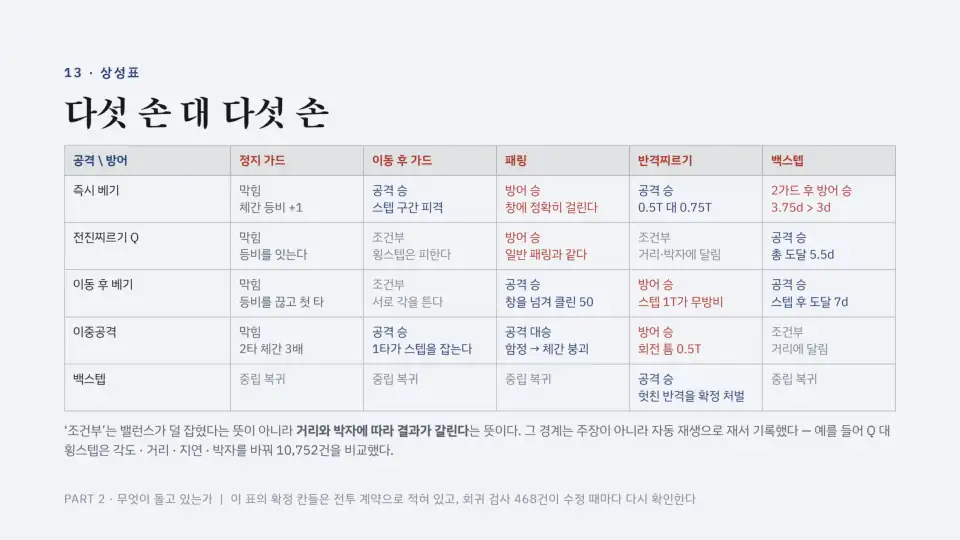 13 · 상성표
다섯 손 대 다섯 손
공격 \ 방어 정지 가드 이동 후 가드 패링 반격찌르기 백스텝
즉시 베기 막힘 공격 승 방어 승 공격 승 2가드 후 방어 승
체간 등비 +1 스텝 구간 피격 창에 정확히 걸린다 0.5T 대 0.75T 3.75d > 3d
전진찌르기 Q 막힘 조건부 방어 승 조건부 공격 승
등비를 잇는다 횡스텝은 피한다 일반 패링과 같다 거리·박자에 달림 총 도달 5.5d
이동 후 베기 막힘 조건부 공격 승 방어 승 공격 승
등비를 끊고 첫 타 서로 각을 튼다 창을 넘겨 클린 50 스텝 1T가 무방비 스텝 후 도달 7d
이중공격 막힘 공격 승 공격 대승 방어 승 조건부
2타 체간 3배 1타가 스텝을 잡는다 함정 → 체간 붕괴 회전 틈 0.5T 거리에 달림
백스텝 중립 복귀 중립 복귀 중립 복귀 공격 승 중립 복귀
헛친 반격을 확정 처벌
‘조건부’는 밸런스가 덜 잡혔다는 뜻이 아니라 거리와 박자에 따라 결과가 갈린다는 뜻이다. 그 경계는 주장이 아니라 자동 재생으로 재서 기록했다 — 예를 들어 Q 대
횡스텝은 각도 · 거리 · 지연 · 박자를 바꿔 10,752건을 비교했다.
PART 2 · 무엇이 돌고 있는가 | 이 표의 확정 칸들은 전투 계약으로 적혀 있고, 회귀 검사 468건이 수정 때마다 다시 확인한다